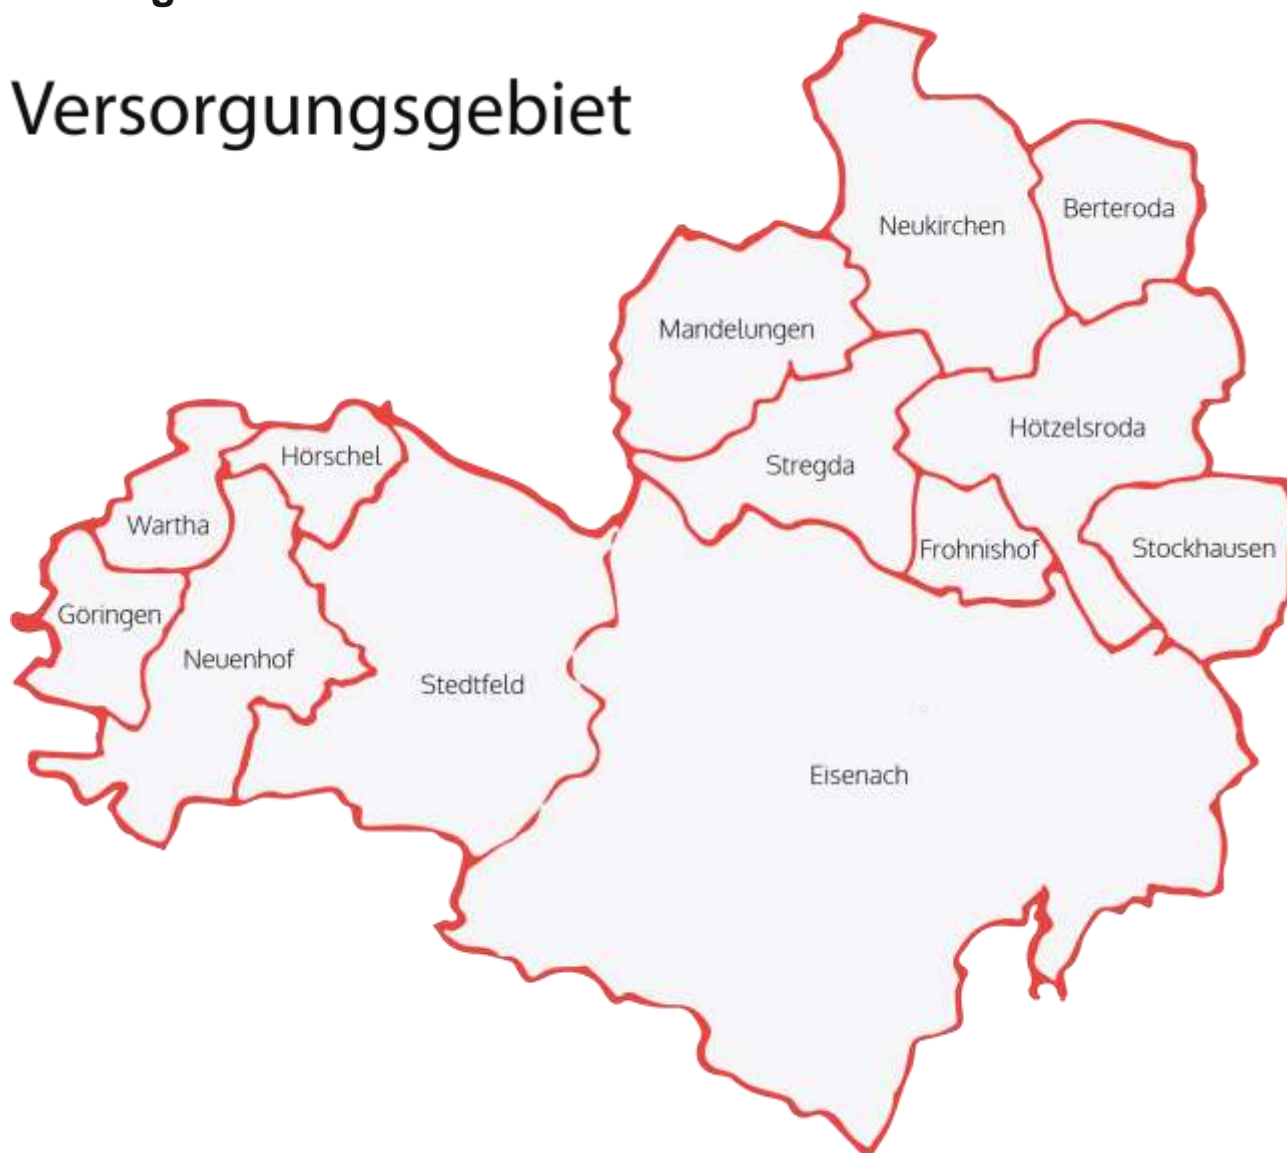 Versorgungsgebiet
Berteroda
Neukirchen
Mandelungen
Hötzelsroda
Hörschel
Stregda
Wartha
Frohnishof
Stockhausen
Göringen
Neuenhof
Stedtfeld
Eisenach